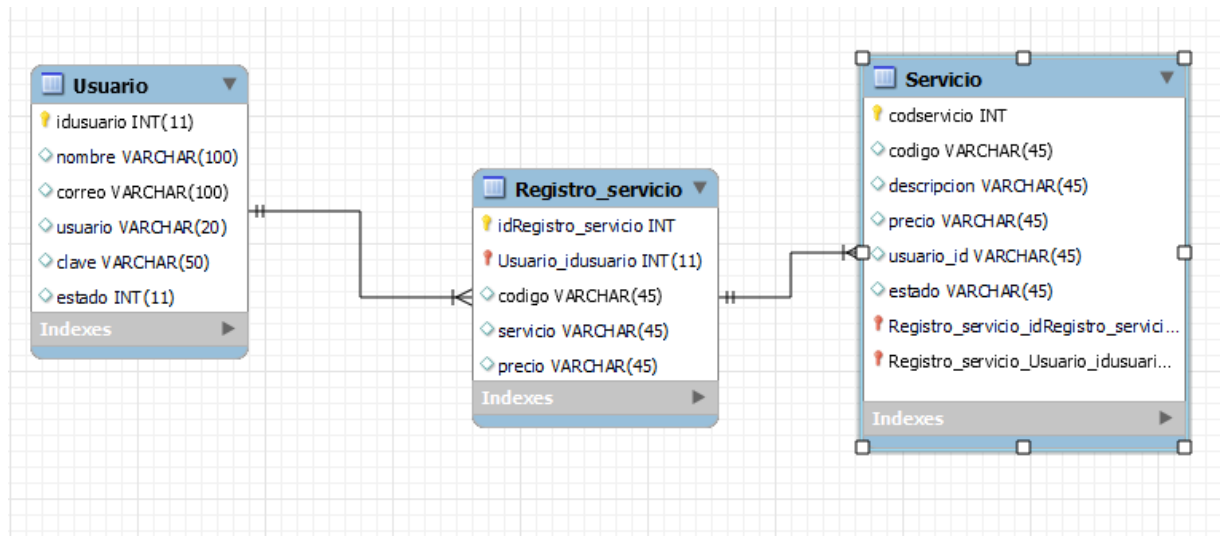 Usuario
idusuario INT(11)
nombre VARCHAR(100)
correo VARCHAR(100)
usuario VARCHAR(20)
clave VARCHAR(50)
estado INT(11)
Indexes
Registro_servicio
idRegistro_servicio INT
Usuario_idusuario INT(11)
codigo VARCHAR(45)
servicio VARCHAR(45)
precio VARCHAR(45)
Indexes
Servicio
codservicio INT
codigo VARCHAR(45)
descripcion VARCHAR(45)
precio VARCHAR(45)
usuario_id VARCHAR(45)
estado VARCHAR(45)
Registro_servicio_idRegistro_servici...
Registro_servicio_Usuario_idusuari...
Indexes